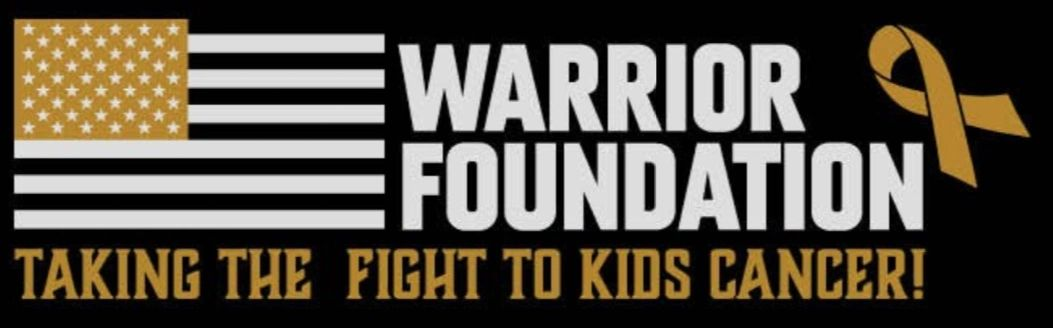 WARRIOR
FOUNDATION
TAKING THE FIGHT TO KIDS CANCER!